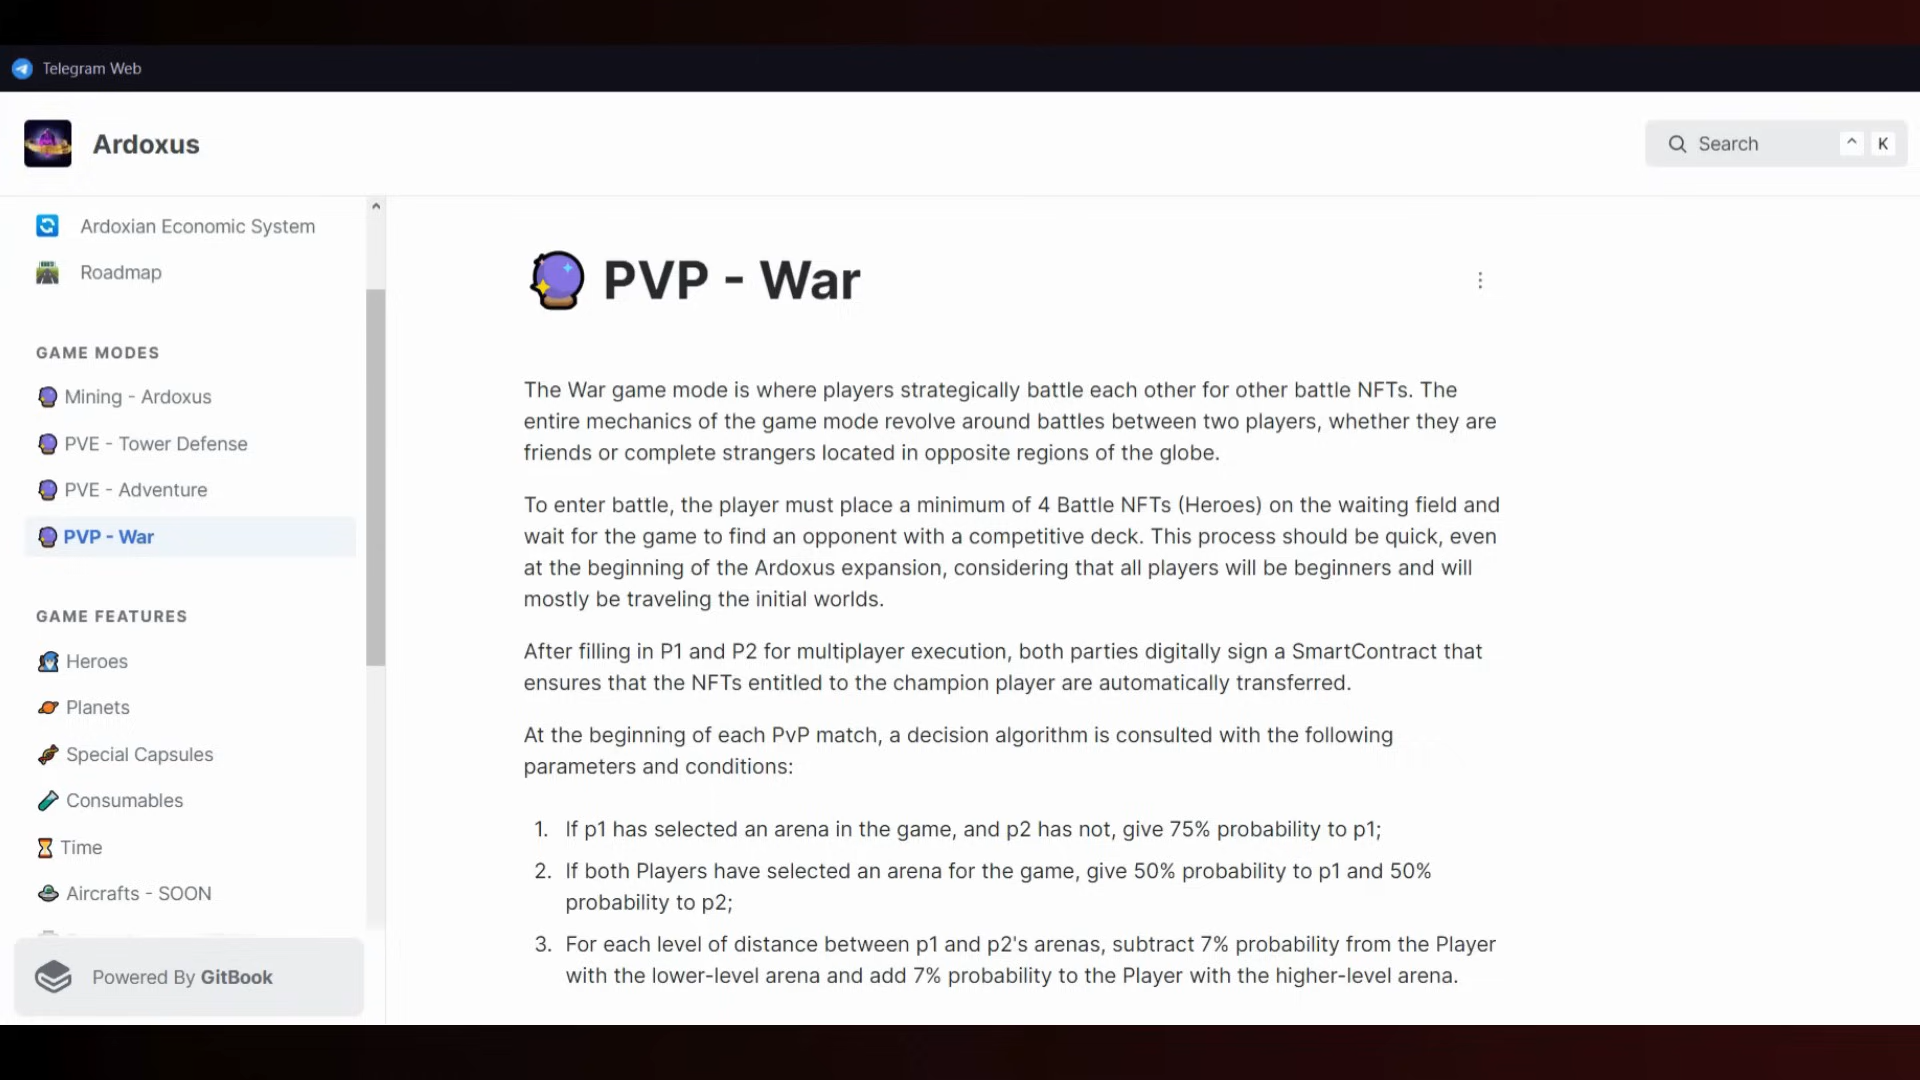 Telegram Web
Ardoxus
Search
^ K
Ardoxian Economic System
Roadmap
GAME MODES
Mining - Ardoxus
PVE - Tower Defense
PVE - Adventure
PVP - War
GAME FEATURES
Heroes
Planets
Special Capsules
Consumables
Time
Aircrafts - SOON
Powered By GitBook
PVP - War
The War game mode is where players strategically battle each other for other battle NFTs. The
entire mechanics of the game mode revolve around battles between two players, whether they are
friends or complete strangers located in opposite regions of the globe.
To enter battle, the player must place a minimum of 4 Battle NFTs (Heroes) on the waiting field and
wait for the game to find an opponent with a competitive deck. This process should be quick, even
at the beginning of the Ardoxus expansion, considering that all players will be beginners and will
mostly be traveling the initial worlds.
After filling in P1 and P2 for multiplayer execution, both parties digitally sign a SmartContract that
ensures that the NFTs entitled to the champion player are automatically transferred.
At the beginning of each PvP match, a decision algorithm is consulted with the following
parameters and conditions:
1. If p1 has selected an arena in the game, and p2 has not, give 75% probability to p1;
2. If both Players have selected an arena for the game, give 50% probability to p1 and 50%
probability to p2;
3. For each level of distance between p1 and p2's arenas, subtract 7% probability from the Player
with the lower-level arena and add 7% probability to the Player with the higher-level arena.